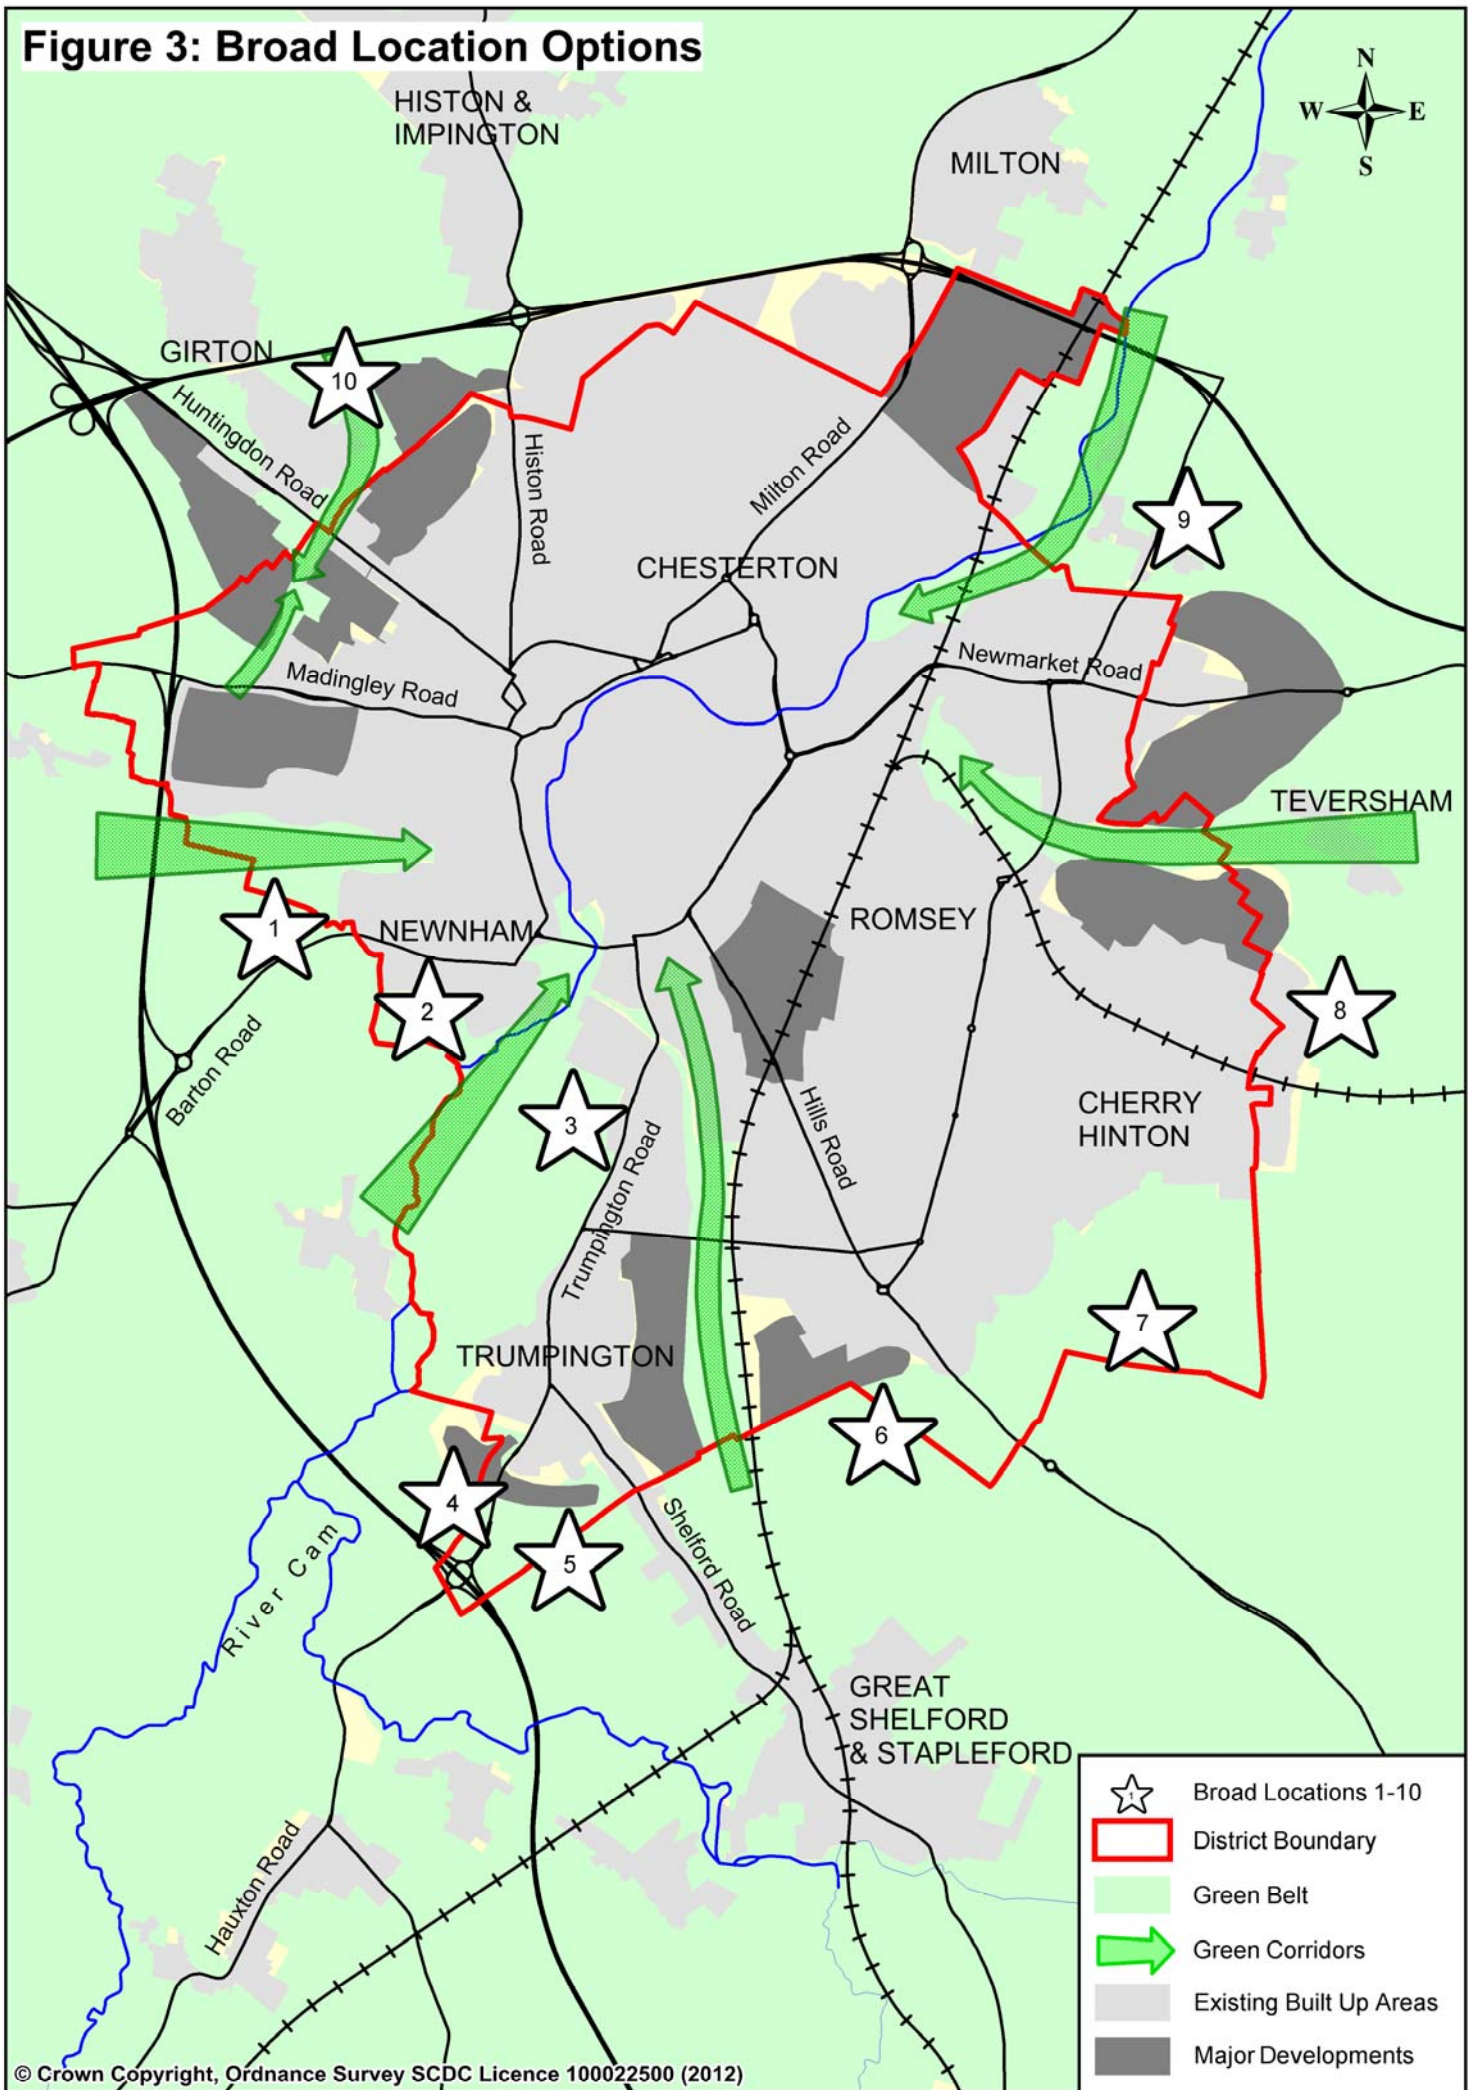 Figure 3: Broad Location Options
N
W E
S
HISTON &
IMPINGTON
MILTON
GIRTON
10
Huntingdon Road
Histon Road
Milton Road
9
CHESTERTON
Newmarket Road
Madingley Road
TEVERSHAM
1
NEWNHAM
ROMSEY
2
8
Barton Road
3
Hills Road
CHERRY
HINTON
Trumpington Road
7
TRUMPINGTON
6
4
5
Shelford Road
River Cam
GREAT
SHELFORD
& STAPLEFORD
Hauxton Road
1
Broad Locations 1-10
District Boundary
Green Belt
Green Corridors
Existing Built Up Areas
Major Developments
© Crown Copyright, Ordnance Survey SCDC Licence 100022500 (2012)